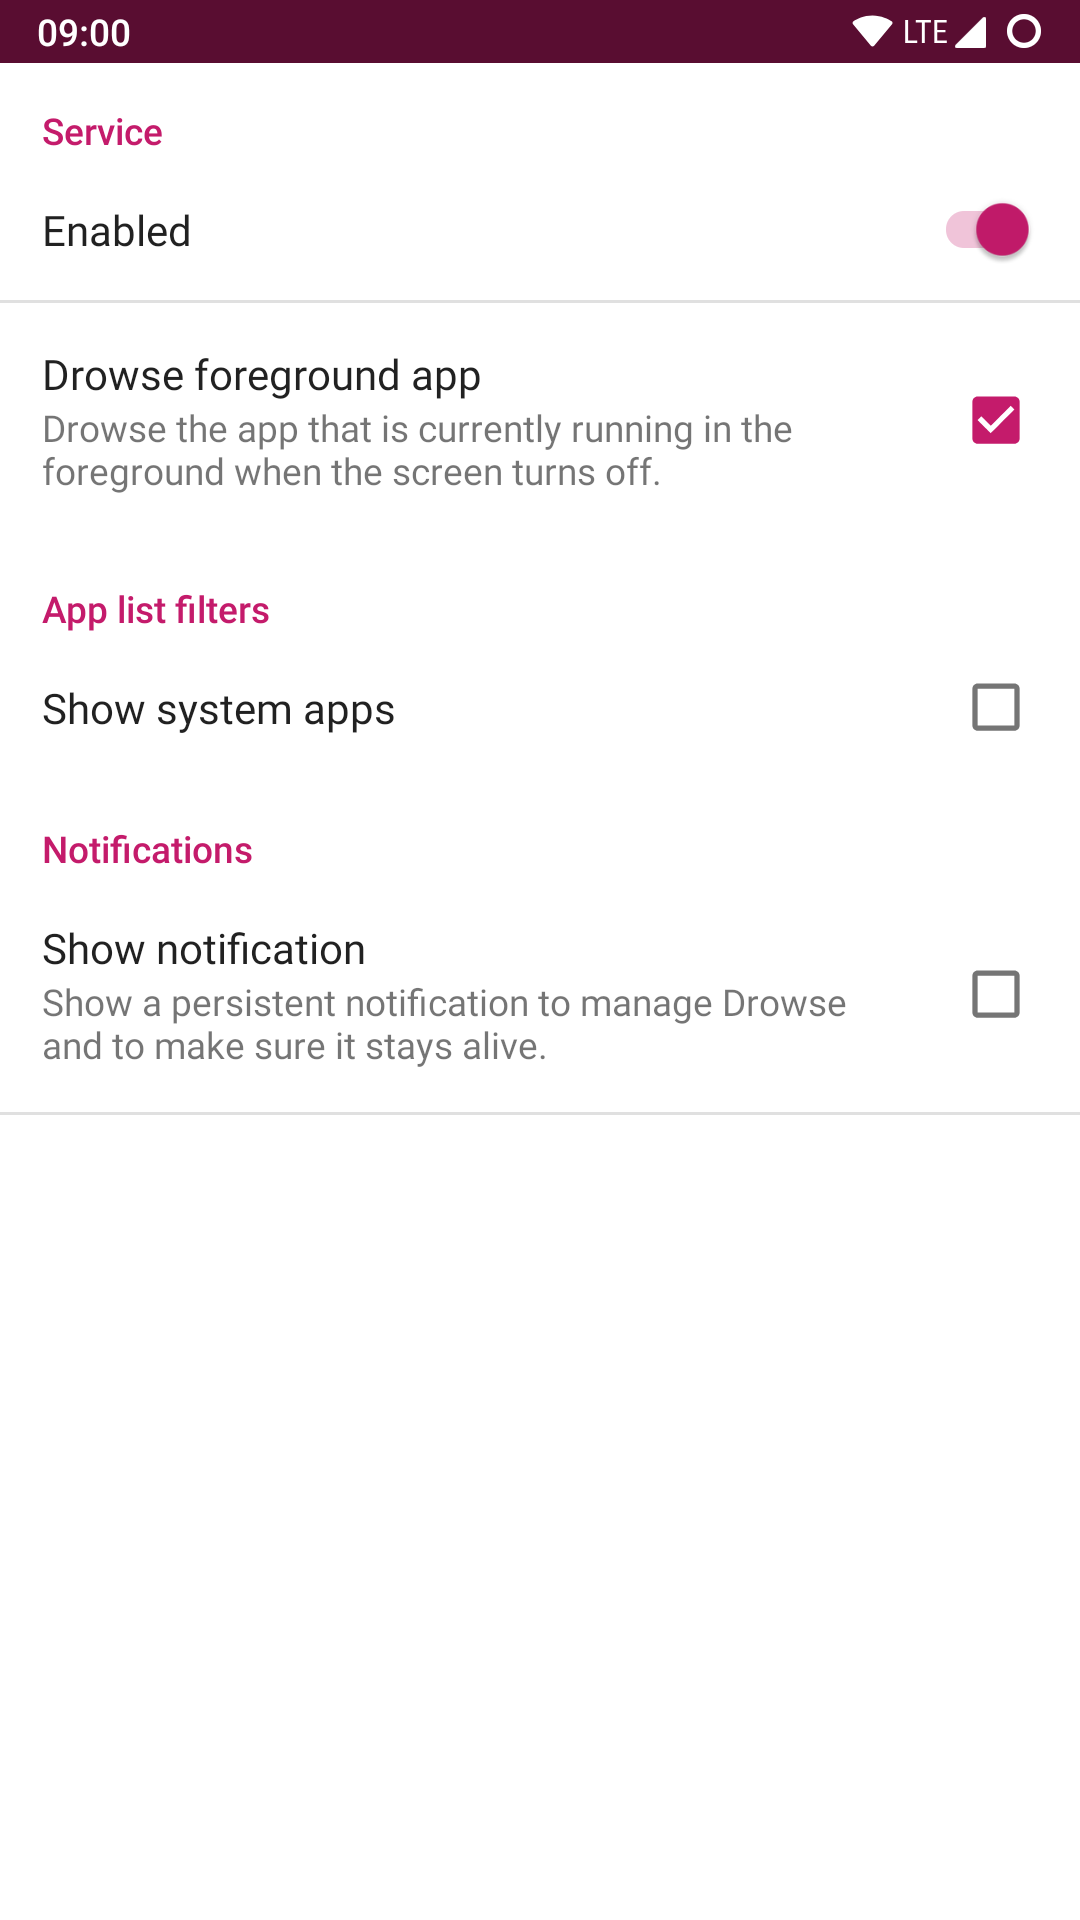 09:00
LTE
Service
Enabled
Drowse foreground app
Drowse the app that is currently running in the
foreground when the screen turns off.
App list filters
Show system apps
Notifications
Show notification
Show a persistent notification to manage Drowse
and to make sure it stays alive.